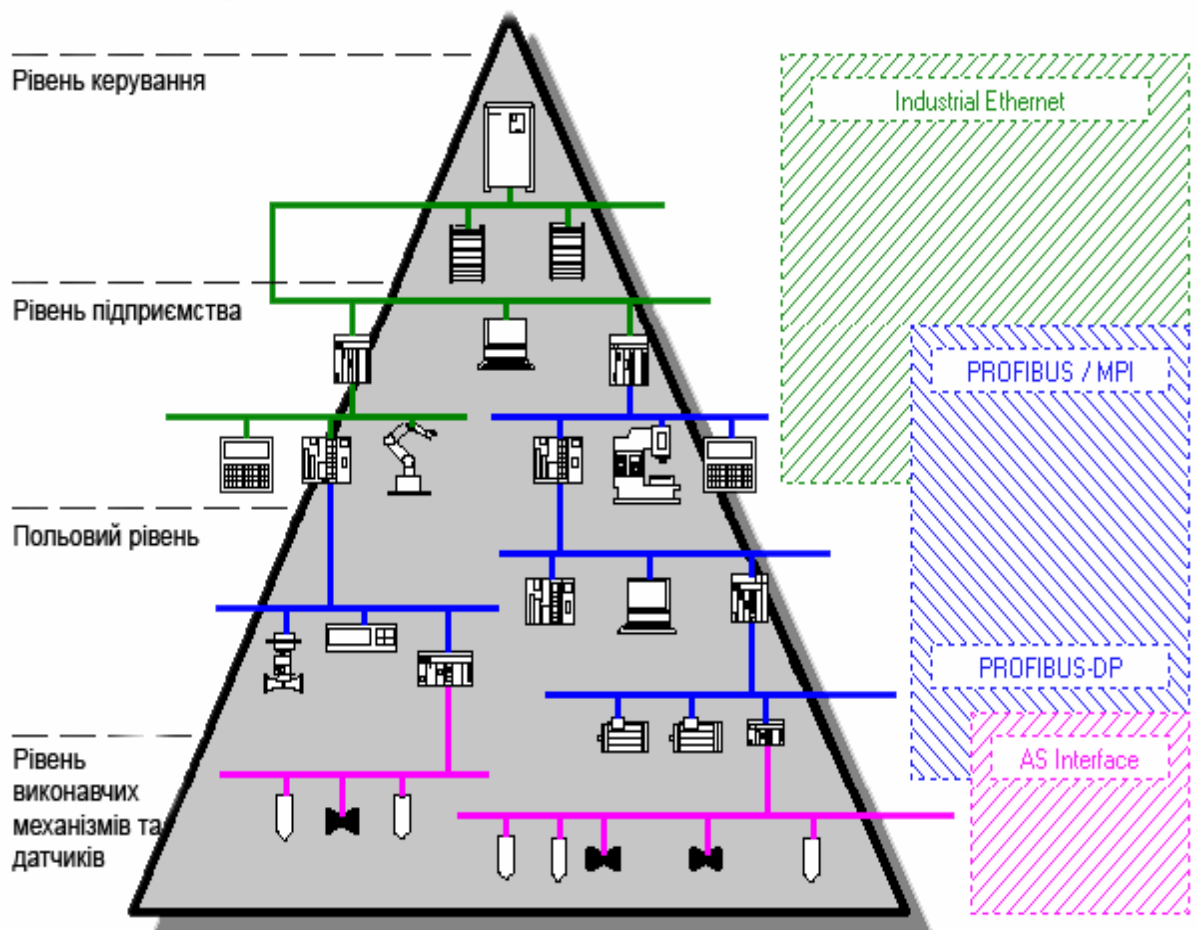 Рівень керування
Industrial Ethernet
Рівень підприємства
PROFIBUS / MPI
Польовий рівень
PROFIBUS-DP
Рівень
виконавчих
механізмів та
датчиків
AS Interface